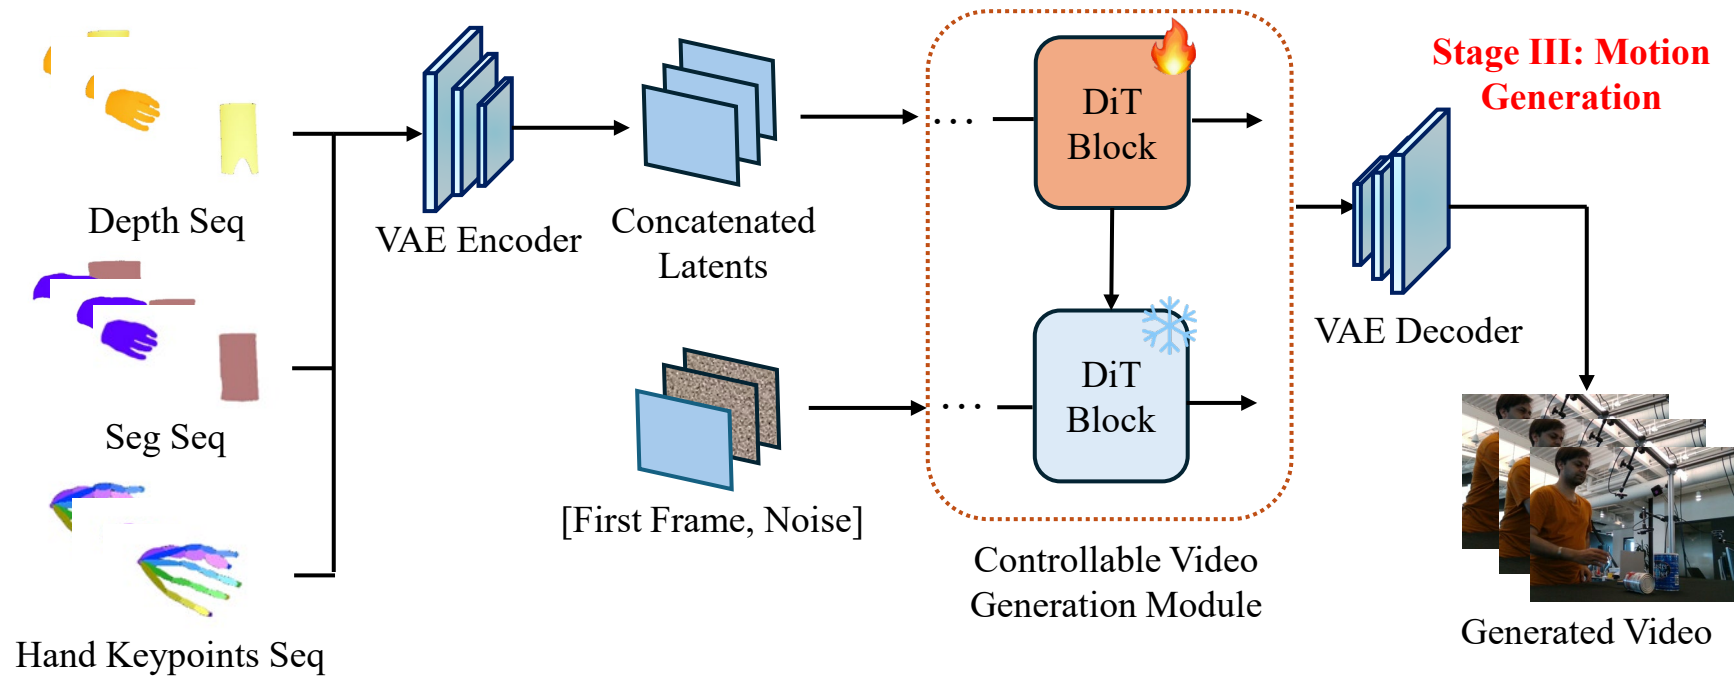 Stage III: Motion
Generation
Depth Seq
Seg Seq
Hand Keypoints Seq
VAE Encoder
Concatenated
Latents
[First Frame, Noise]
...
DiT
Block
...
DiT
Block
Controllable Video
Generation Module
VAE Decoder
Generated Video